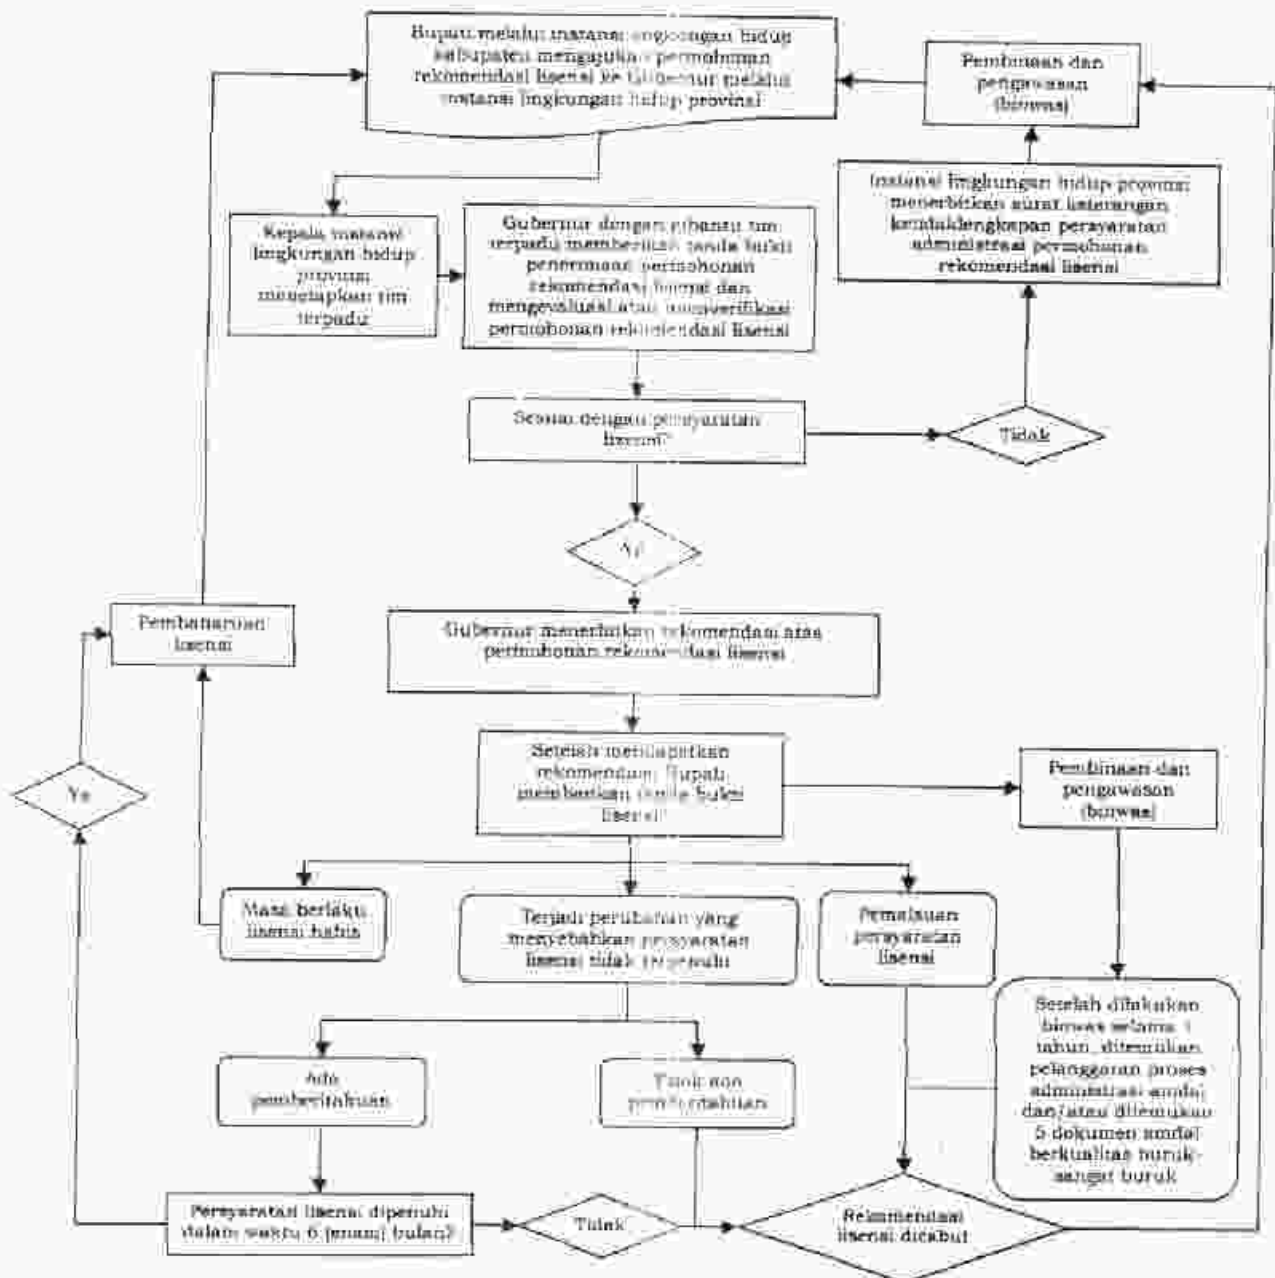 Bupati melalui instansi lingkungan hidup
kabupaten mengajukan permohonan
rekomendasi lisensi ke Gubernur melalui
instansi lingkungan hidup provinsi
Pembinaan dan
pengawasan
(binwas)
Instansi lingkungan hidup provinsi
menerbitkan surat keterangan
ketidaklengkapan persyaratan
administrasi permohonan
rekomendasi lisensi
Kepala instansi
lingkungan hidup
provinsi
menetapkan tim
terpadu
Gubernur dengan dibantu tim
terpadu memberikan tanda bukti
penerimaan permohonan
rekomendasi lisensi dan
mengevaluasi atau memverifikasi
permohonan rekomendasi lisensi
Sesuai dengan persyaratan
lisensi?
Tidak
Ya
Pembaharuan
lisensi
Gubernur menerbitkan rekomendasi atas
permohonan rekomendasi lisensi
Setelah mendapatkan
rekomendasi, Bupati
memberikan tanda bukti
lisensi
Pembinaan dan
pengawasan
(binwas)
Ya
Masa berlaku
lisensi habis
Terjadi perubahan yang
menyebabkan persyaratan
lisensi tidak terpenuhi
Pemalsuan
persyaratan
lisensi
Setelah dilakukan
binwas selama
tahun, ditemukan
pelanggaran proses
administrasi amdal
dan/atau ditemukan
5 dokumen amdal
berkualitas buruk-
sangat buruk
Ada
pemberitahuan
Tidak ada
pemberitahuan
Persyaratan lisensi dipenuhi
dalam waktu 6 (enam) bulan?
Tidak
Rekomendasi
lisensi dicabut